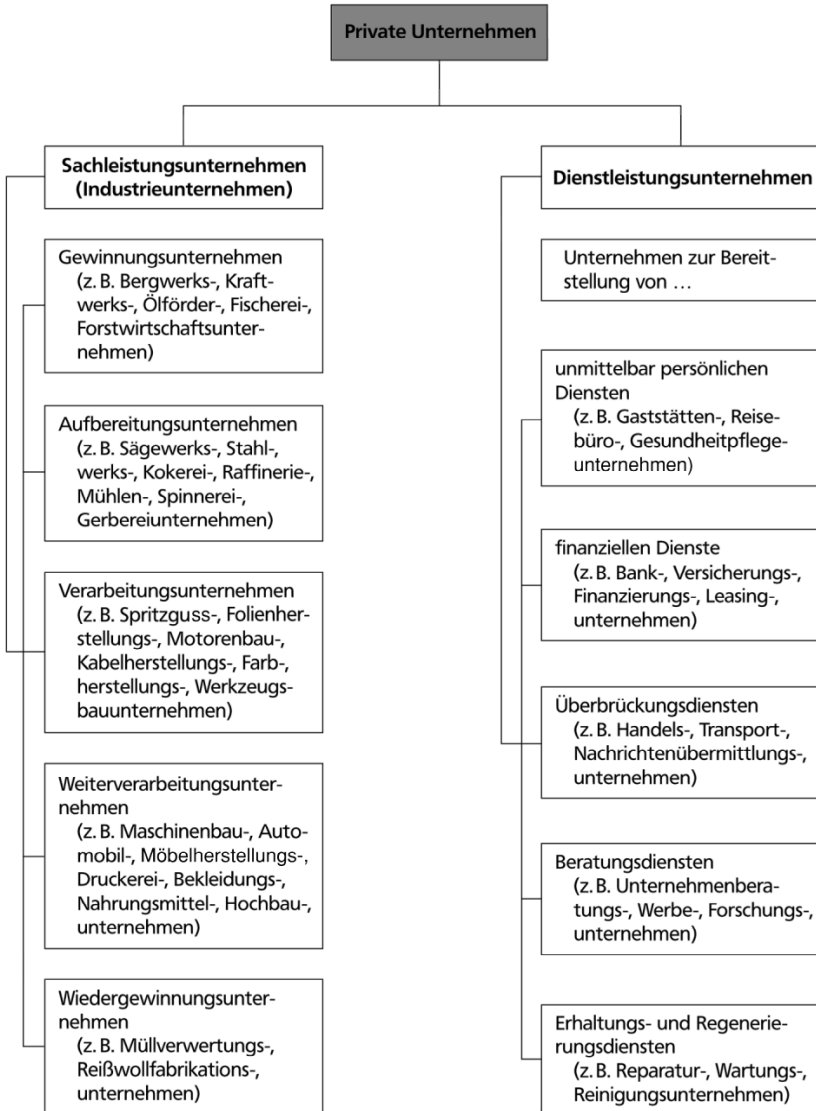 Private Unternehmen
Sachleistungsunternehmen
(Industrieunternehmen)
Gewinnungsunternehmen
(z. B. Bergwerks-, Kraft-
werks-, Ölförder-, Fischerei-,
Forstwirtschaftsunter-
nehmen)
Aufbereitungsunternehmen
(z. B. Sägewerks-, Stahl-,
werks-, Kokerei-, Raffinerie-,
Mühlen-, Spinnerei-,
Gerbereiunternehmen)
Verarbeitungsunternehmen
(z. B. Spritzguss-, Folienher-
stellungs-, Motorenbau-,
Kabelherstellungs-, Farb-,
herstellungs-, Werkzeugs-
bauunternehmen)
Weiterverarbeitungsunter-
nehmen
(z. B. Maschinenbau-, Auto-
mobil-, Möbelherstellungs-,
Druckerei-, Bekleidungs-,
Nahrungsmittel-, Hochbau-,
unternehmen)
Wiedergewinnungsunter-
nehmen
(z. B. Müllverwertungs-,
Reißwollfabrikations-,
unternehmen)
Dienstleistungsunternehmen
Unternehmen zur Bereit-
stellung von …
unmittelbar persönlichen
Diensten
(z. B. Gaststätten-, Reise-
büro-, Gesundheitpflege-
unternehmen)
finanziellen Dienste
(z. B. Bank-, Versicherungs-,
Finanzierungs-, Leasing-,
unternehmen)
Überbrückungsdiensten
(z. B. Handels-, Transport-,
Nachrichtenübermittlungs-,
unternehmen)
Beratungsdiensten
(z. B. Unternehmenbera-
tungs-, Werbe-, Forschungs-,
unternehmen)
Erhaltungs- und Regenerie-
rungsdiensten
(z. B. Reparatur-, Wartungs-,
Reinigungsunternehmen)